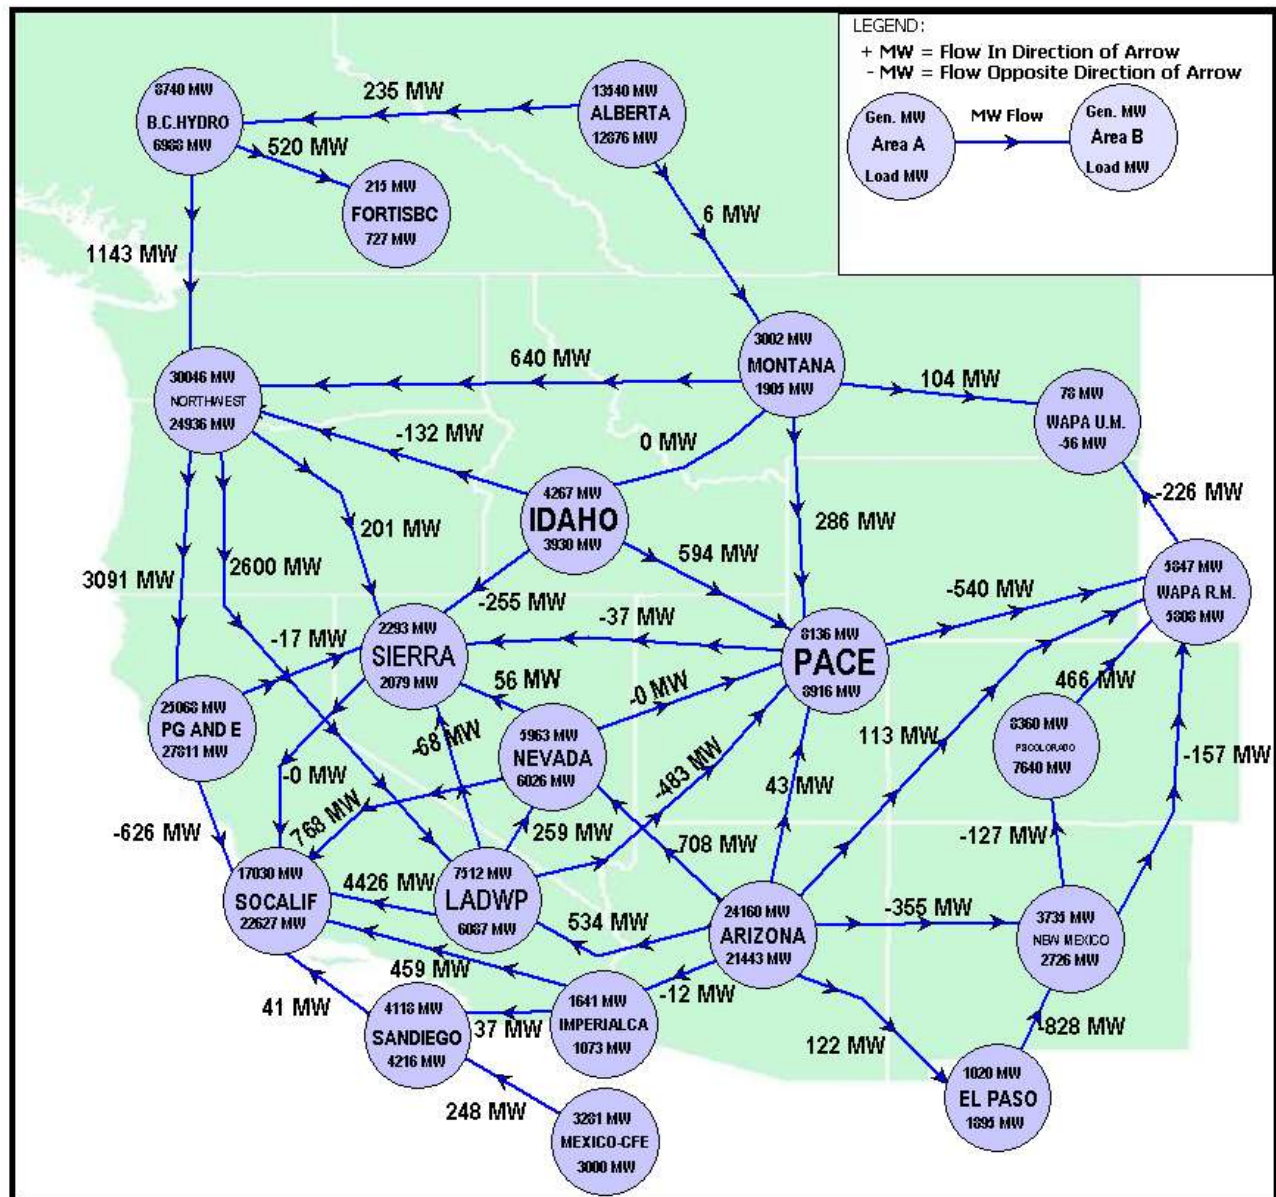 LEGEND:
+ MW = Flow In Direction of Arrow
- MW = Flow Opposite Direction of Arrow
Gen. MW
Area A
Load MW
MW Flow
Gen. MW
Area B
Load MW
8740 MW
B.C.HYDRO
6988 MW
235 MW
13540 MW
ALBERTA
12876 MW
520 MW
215 MW
FORTISBC
727 MW
6 MW
1143 MW
30046 MW
NORTHWEST
24936 MW
640 MW
3002 MW
MONTANA
1905 MW
104 MW
78 MW
WAPA U.M.
-56 MW
-132 MW
0 MW
4267 MW
IDAHO
3930 MW
-226 MW
201 MW
286 MW
2600 MW
594 MW
3091 MW
-255 MW
-540 MW
5847 MW
WAPA R.M.
5808 MW
-17 MW
2293 MW
SIERRA
2079 MW
-37 MW
8136 MW
PACE
8916 MW
56 MW
-0 MW
466 MW
25068 MW
PG AND E
27811 MW
-68 MW
5963 MW
NEVADA
6026 MW
-483 MW
113 MW
8360 MW
PSCOLORADO
7640 MW
-157 MW
-0 MW
768 MW
43 MW
-626 MW
259 MW
708 MW
-127 MW
17030 MW
SOCALIF
22627 MW
4426 MW
7512 MW
LADWP
6087 MW
534 MW
24160 MW
ARIZONA
21443 MW
-355 MW
3735 MW
NEW MEXICO
2726 MW
459 MW
-12 MW
41 MW
4118 MW
SANDIEGO
4216 MW
37 MW
1641 MW
IMPERIALCA
1073 MW
122 MW
-828 MW
1020 MW
EL PASO
1895 MW
248 MW
3281 MW
MEXICO-CFE
3000 MW